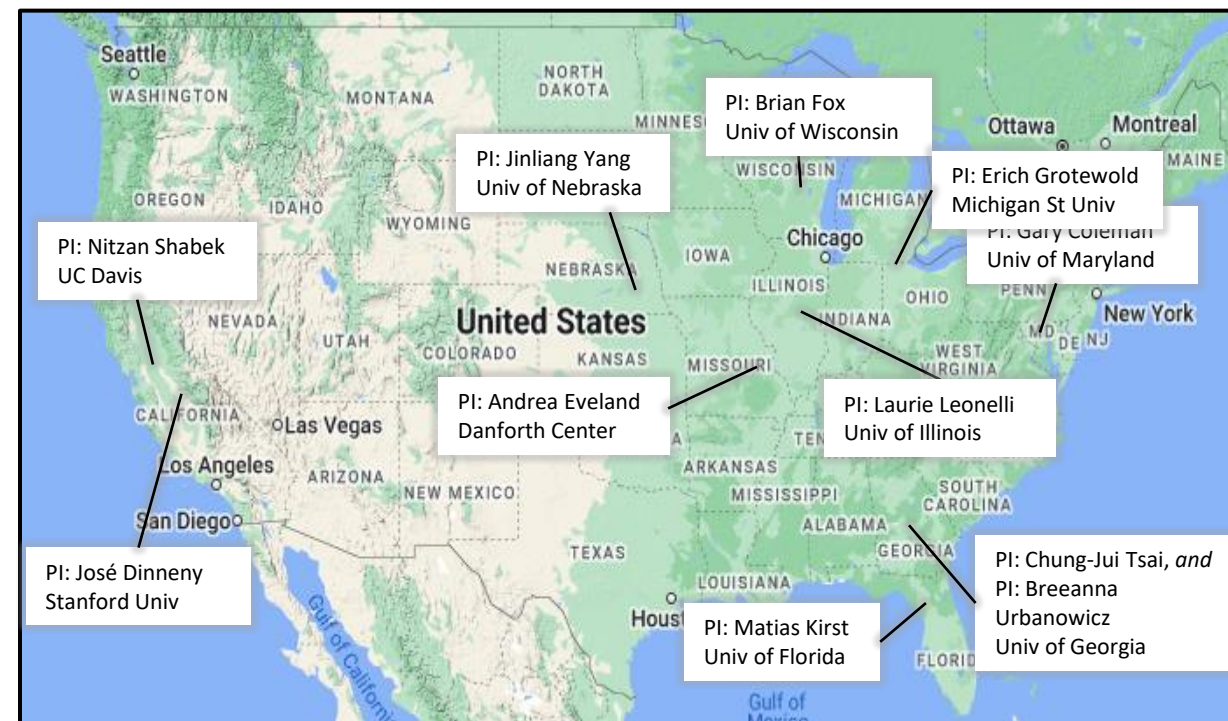 Seattle
WASHINGTON
MONTANA
NORTH
DAKOTA
MINNES
PI: Brian Fox
Univ of Wisconsin
Ottawa
Montreal
MAINE
PI: Jinliang Yang
Univ of Nebraska
WISCONSIN
MICHIGAN
PI: Erich Grotewold
Michigan St Univ
PI: Gary Coleman
Univ of Maryland
OREGON
IDAHO
WYOMING
PI: Nitzan Shabek
UC Davis
Chicago
IOWA
NEBRASKA
ILLINOIS
OHIO
PENN
New York
NEVADA
UTAH
United States
COLORADO
KANSAS
MISSOURI
INDIANA
WEST
VIRGINIA
MD
DE
NJ
PI: Andrea Eveland
Danforth Center
PI: Laurie Leonelli
Univ of Illinois
CALIFORNIA
Las Vegas
Los Angeles
ARIZONA
NEW MEXICO
San Diego
A
TEN
ARKANSAS
MISSISSIPPI
ALABAMA
SOUTH
CAROLINA
GEORGIA
TEXAS
LOUISIANA
Hous
PI: José Dinneny
Stanford Univ
PI: Matias Kirst
Univ of Florida
FLORID
PI: Chung-Jui Tsai, and
PI: Breeanna
Urbanowicz
Univ of Georgia
Gulf of California
Gulf of
Mexico